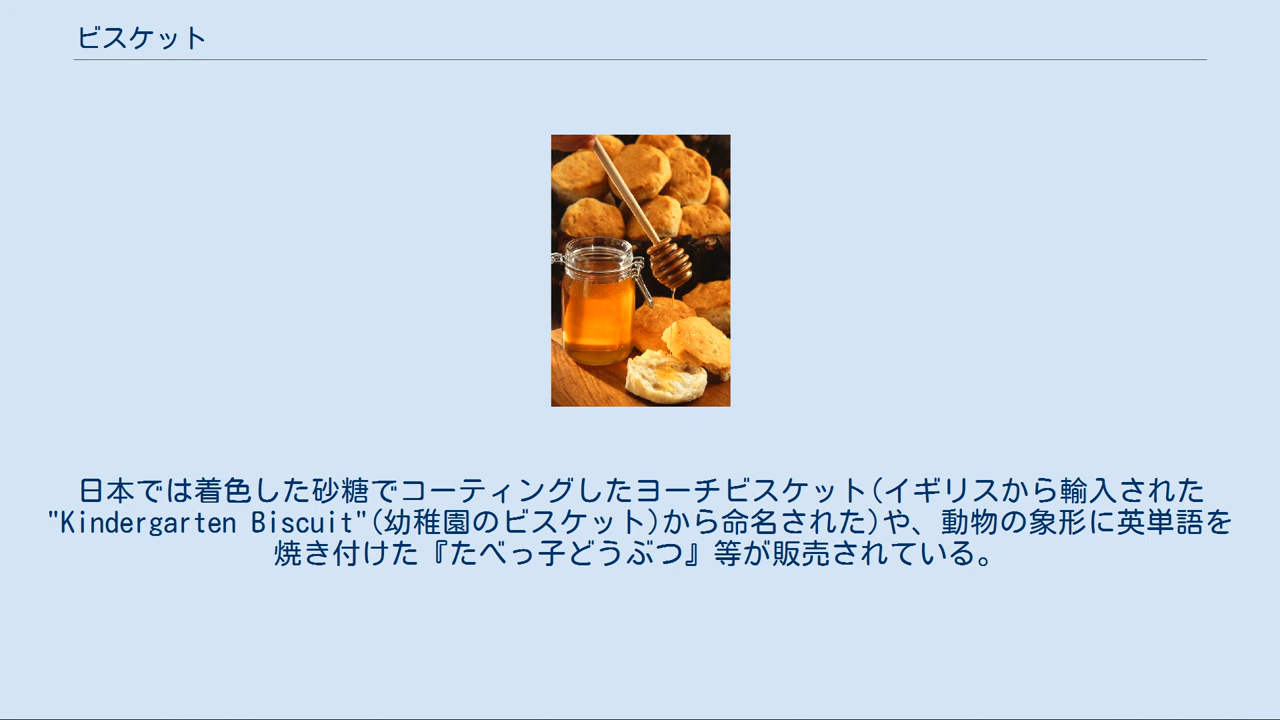 ビスケット
日本では着色した砂糖でコーティングしたヨーチビスケット(イギリスから輸入された
"Kindergarten Biscuit"(幼稚園のビスケット)から命名された)や、動物の象形に英単語を
焼き付けた『たべっ子どうぶつ』等が販売されている。